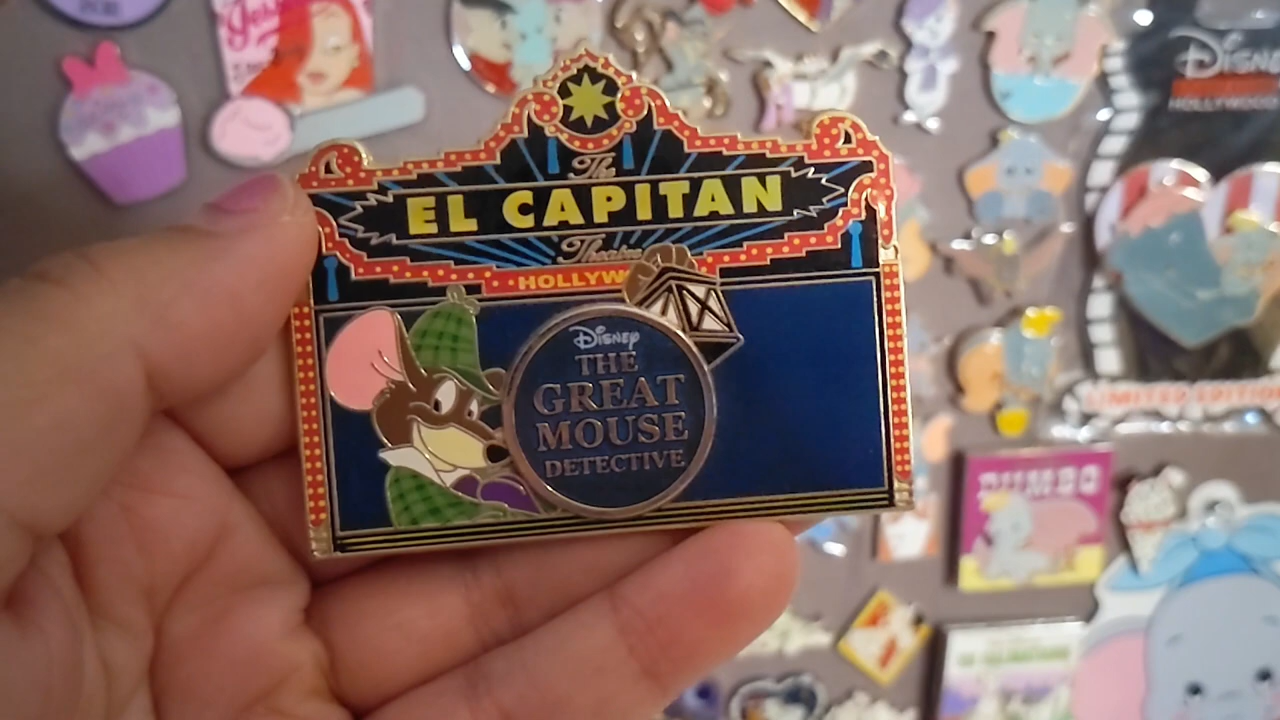 The
EL CAPITAN
Theatre
HOLLYW
Disney
THE
GREAT
MOUSE
DETECTIVE
Disney
HOLLYWOOD
LIMITED EDITION
DUMBO